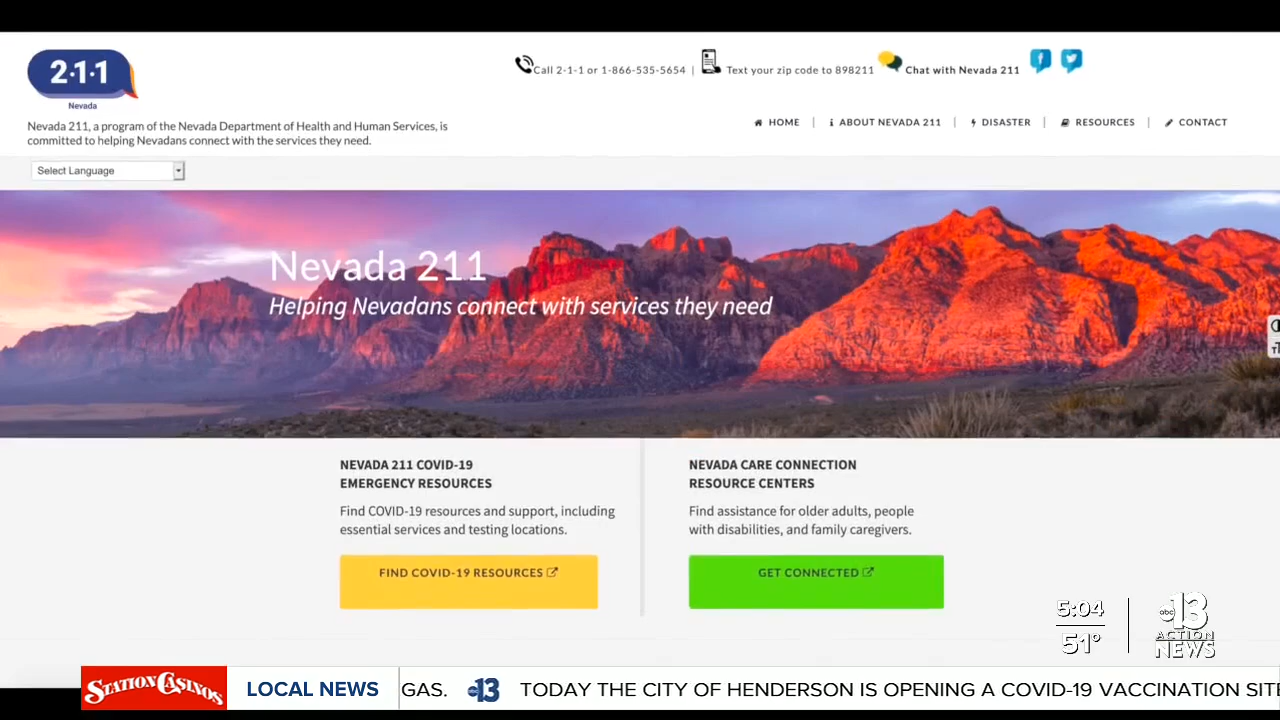 2·1·1
Nevada
Call 2-1-1 or 1-866-535-5654 | Text your zip code to 898211 Chat with Nevada 211
Nevada 211, a program of the Nevada Department of Health and Human Services, is
committed to helping Nevadans connect with the services they need.
HOME | ABOUT NEVADA 211 | DISASTER | RESOURCES | CONTACT
Select Language
Nevada 211
Helping Nevadans connect with services they need
NEVADA 211 COVID-19
EMERGENCY RESOURCES
Find COVID-19 resources and support, including
essential services and testing locations.
FIND COVID-19 RESOURCES
NEVADA CARE CONNECTION
RESOURCE CENTERS
Find assistance for older adults, people
with disabilities, and family caregivers.
GET CONNECTED
5:04
51°
abc 13
ACTION
NEWS
STATION CASINOS
LOCAL NEWS
GAS. abc 13 TODAY THE CITY OF HENDERSON IS OPENING A COVID-19 VACCINATION SITE